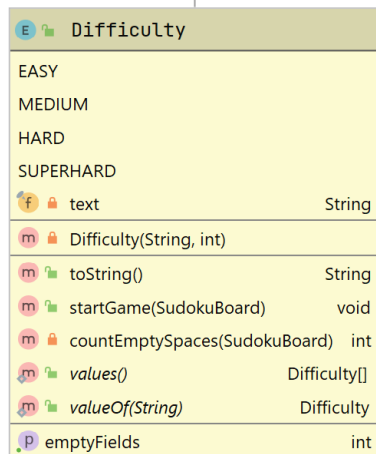 E Difficulty
EASY
MEDIUM
HARD
SUPERHARD
f text String
m Difficulty(String, int)
m toString() String
m startGame(SudokuBoard) void
m countEmptySpaces(SudokuBoard) int
m values() Difficulty[]
m valueOf(String) Difficulty
p emptyFields int